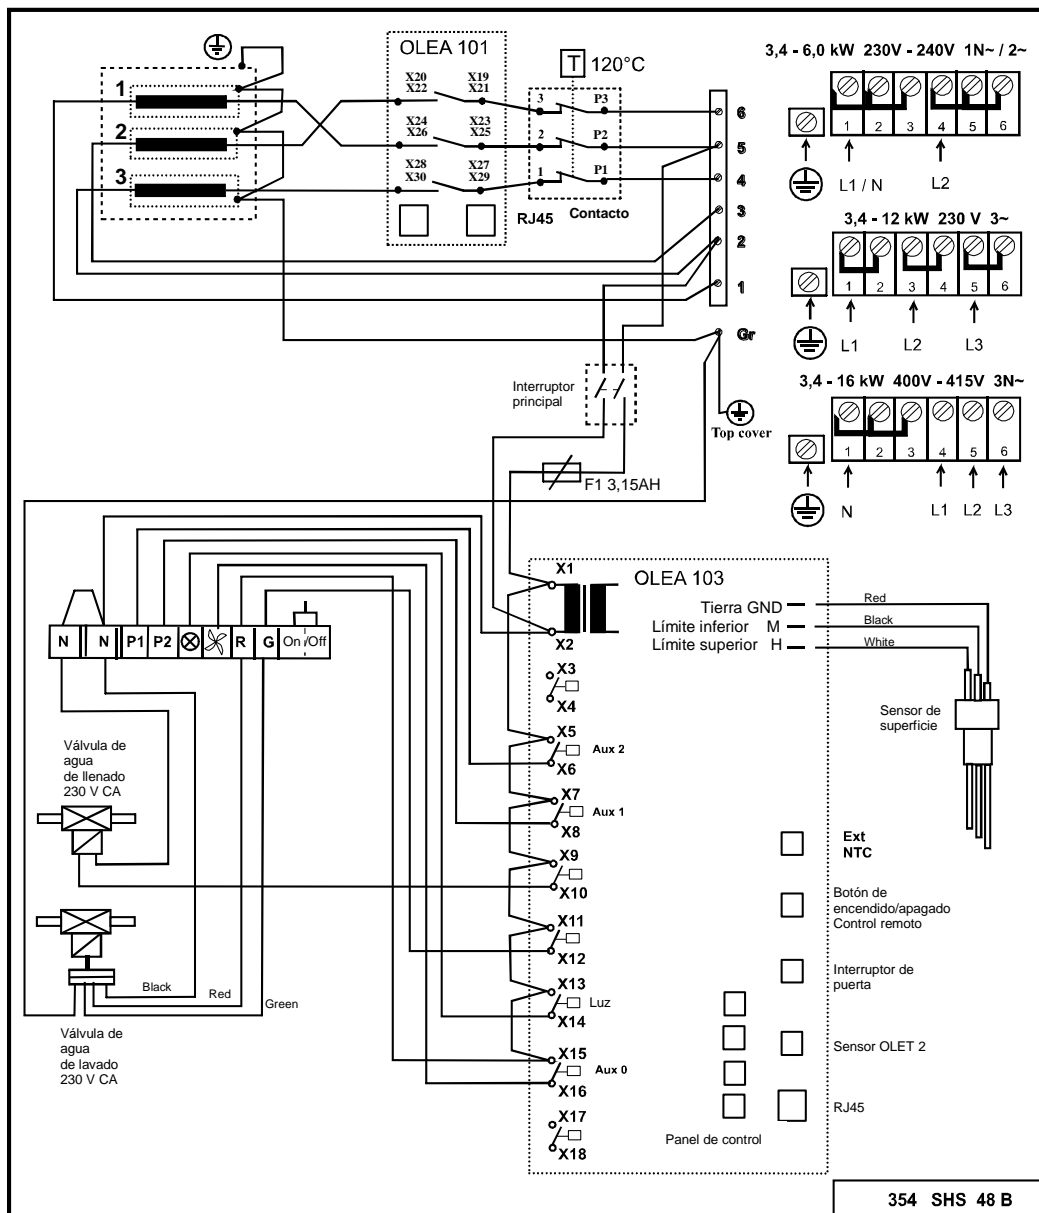 OLEA 101
T 120°C
1
2
3
X20 X19
X22 X21
X24 X23
X26 X25
X28 X27
X30 X29
3 P3
2 P2
1 P1
RJ45
Contacto
6
5
4
3
2
1
Gr
3,4 - 6,0 kW 230V - 240V 1N~ / 2~
1 2 3 4 5 6
L1 / N L2
3,4 - 12 kW 230 V 3~
1 2 3 4 5 6
L1 L2 L3
3,4 - 16 kW 400V - 415V 3N~
1 2 3 4 5 6
N L1 L2 L3
Interruptor
principal
Top cover
F1 3,15AH
N N P1 P2 R G On /Off
Válvula de
agua
de llenado
230 V CA
Black
Red
Green
Válvula de
agua
de lavado
230 V CA
OLEA 103
X1
X2
X3
X4
X5
Aux 2
X6
X7
Aux 1
X8
X9
X10
X11
X12
X13
Luz
X14
X15
Aux 0
X16
X17
X18
Tierra GND
Límite inferior M
Límite superior H
Red
Black
White
Sensor de
superficie
Ext
NTC
Botón de
encendido/apagado
Control remoto
Interruptor de
puerta
Sensor OLET 2
RJ45
Panel de control
354 SHS 48 B